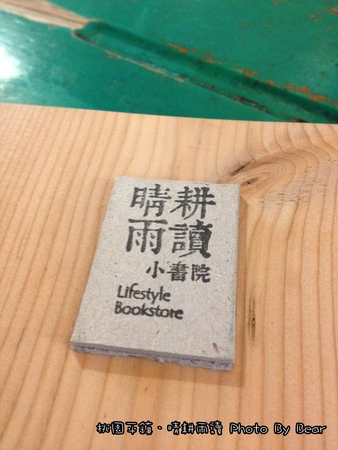 晴耕
雨讀
小書院
Lifestyle
Bookstore
桃園平鎮·晴耕雨讀 • Photo By Bear